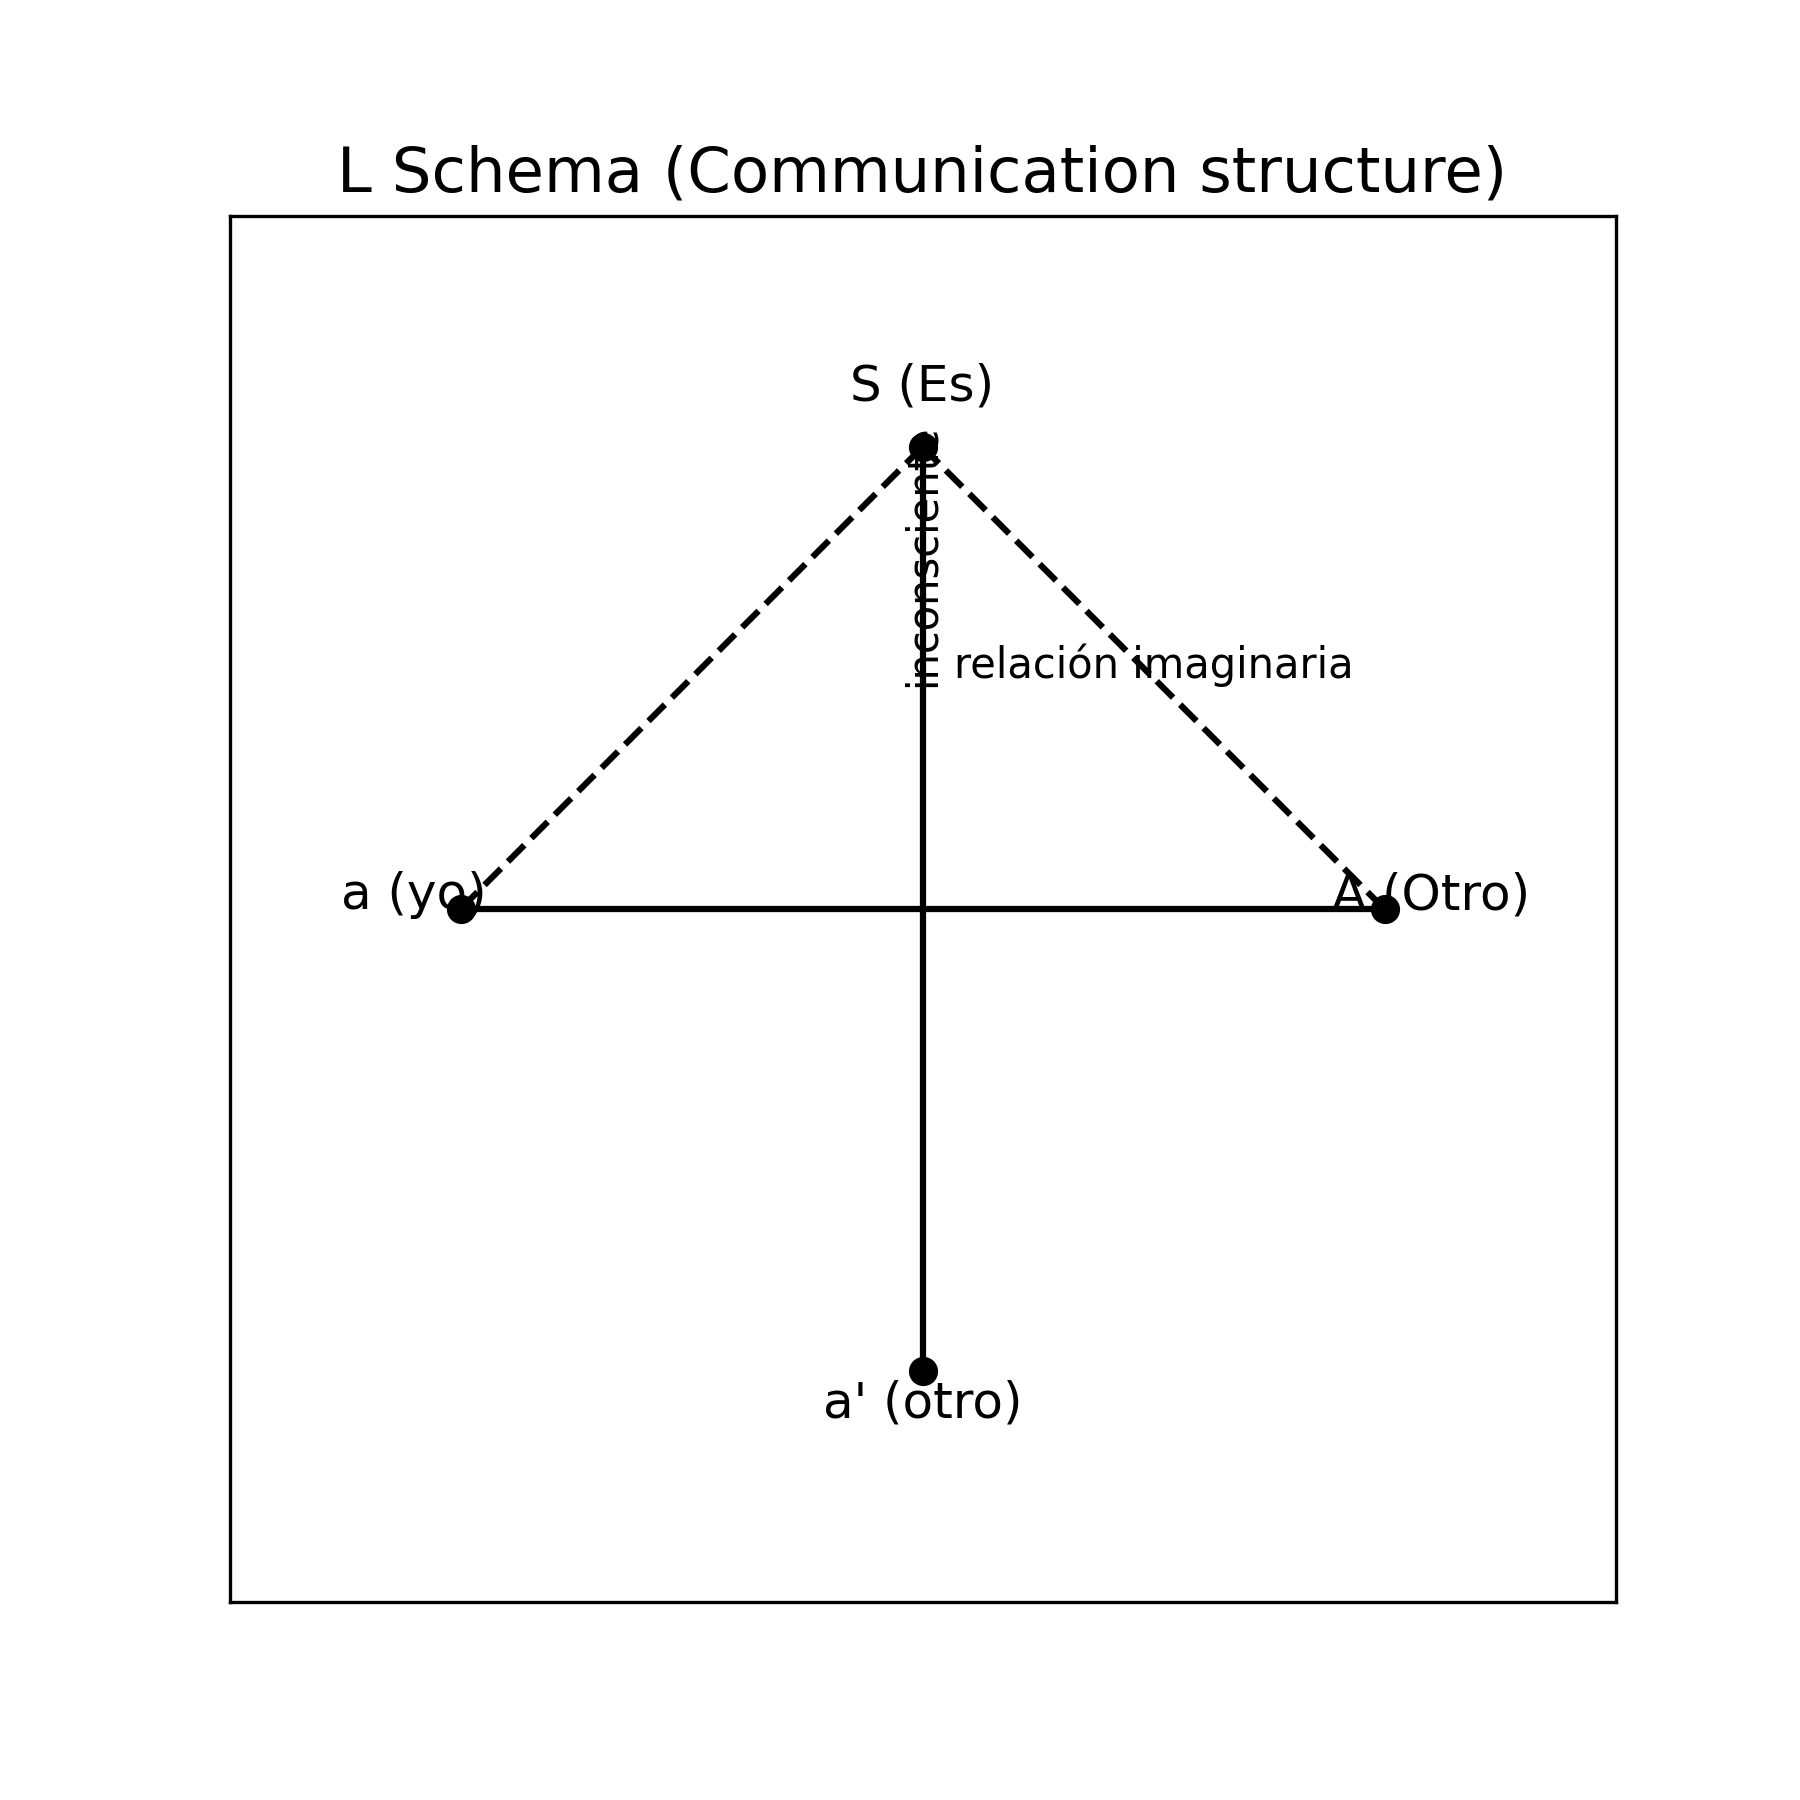 L Schema (Communication structure)
S (Es)
inconsciente
relación imaginaria
a (yo)
A (Otro)
a' (otro)